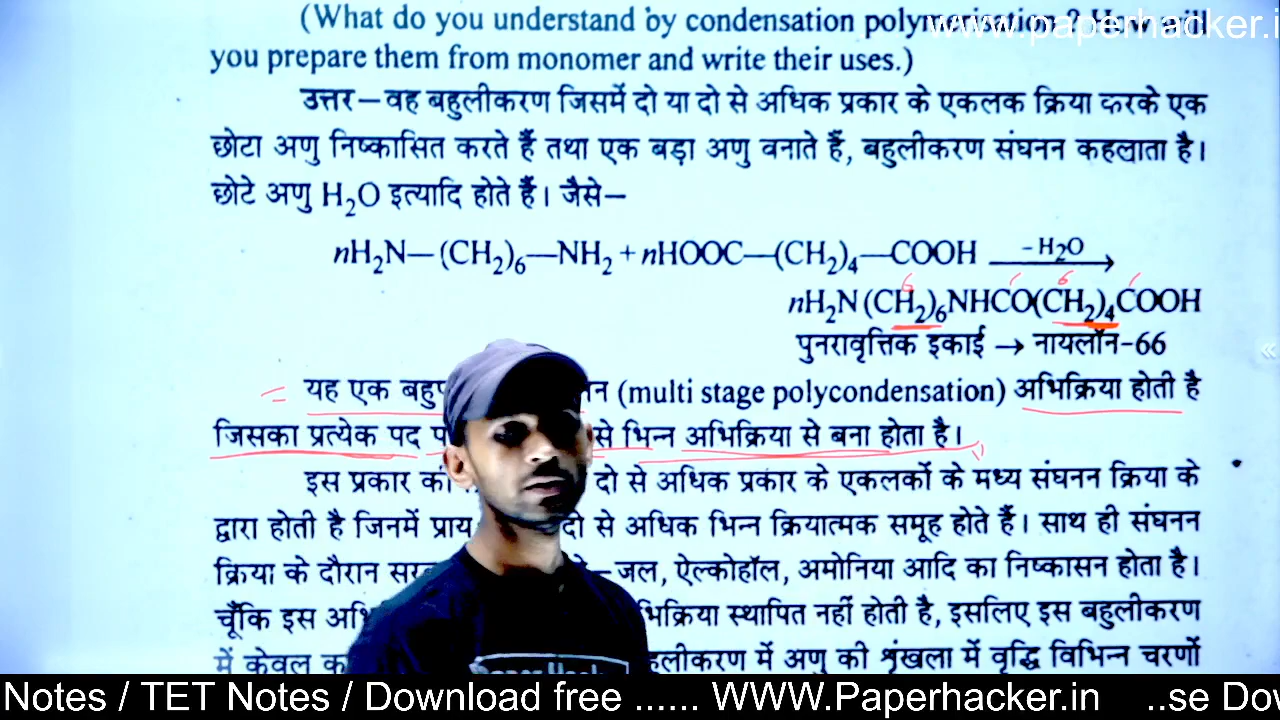 (What do you understand by condensation polymerisation? How will
www.paperhacker.i
you prepare them from monomer and write their uses.)
उत्तर – वह बहुलीकरण जिसमें दो या दो से अधिक प्रकार के एकलक क्रिया करके एक
छोटा अणु निष्कासित करते हैं तथा एक बड़ा अणु बनाते हैं, बहुलीकरण संघनन कहलाता है।
छोटे अणु H₂O इत्यादि होते हैं। जैसे–
nH₂N—(CH₂)₆—NH₂ + nHOOC—(CH₂)₄—COOH –H₂O→
nH₂N(CH₂)₆NHCO(CH₂)₄COOH
पुनरावृत्तिक इकाई → नायलॉन-66
यह एक (multi stage polycondensation) अभिक्रिया होती है
जिसका प्रत्येक पद से भिन्न अभिक्रिया से बना होता है।
इस प्रकार दो से अधिक प्रकार के एकलकों के मध्य संघनन क्रिया के
द्वारा होती है जिनमें दो से अधिक भिन्न क्रियात्मक समूह होते हैं। साथ ही संघनन
क्रिया के दौरान –जल, ऐल्कोहॉल, अमोनिया आदि का निष्कासन होता है।
चूँकि इस स्थापित नहीं होती है, इसलिए इस बहुलीकरण
में केवल में अणु की श्रृंखला में वृद्धि विभिन्न चरणों
Notes / TET Notes / Download free ...... WWW.Paperhacker.in ..se Dow